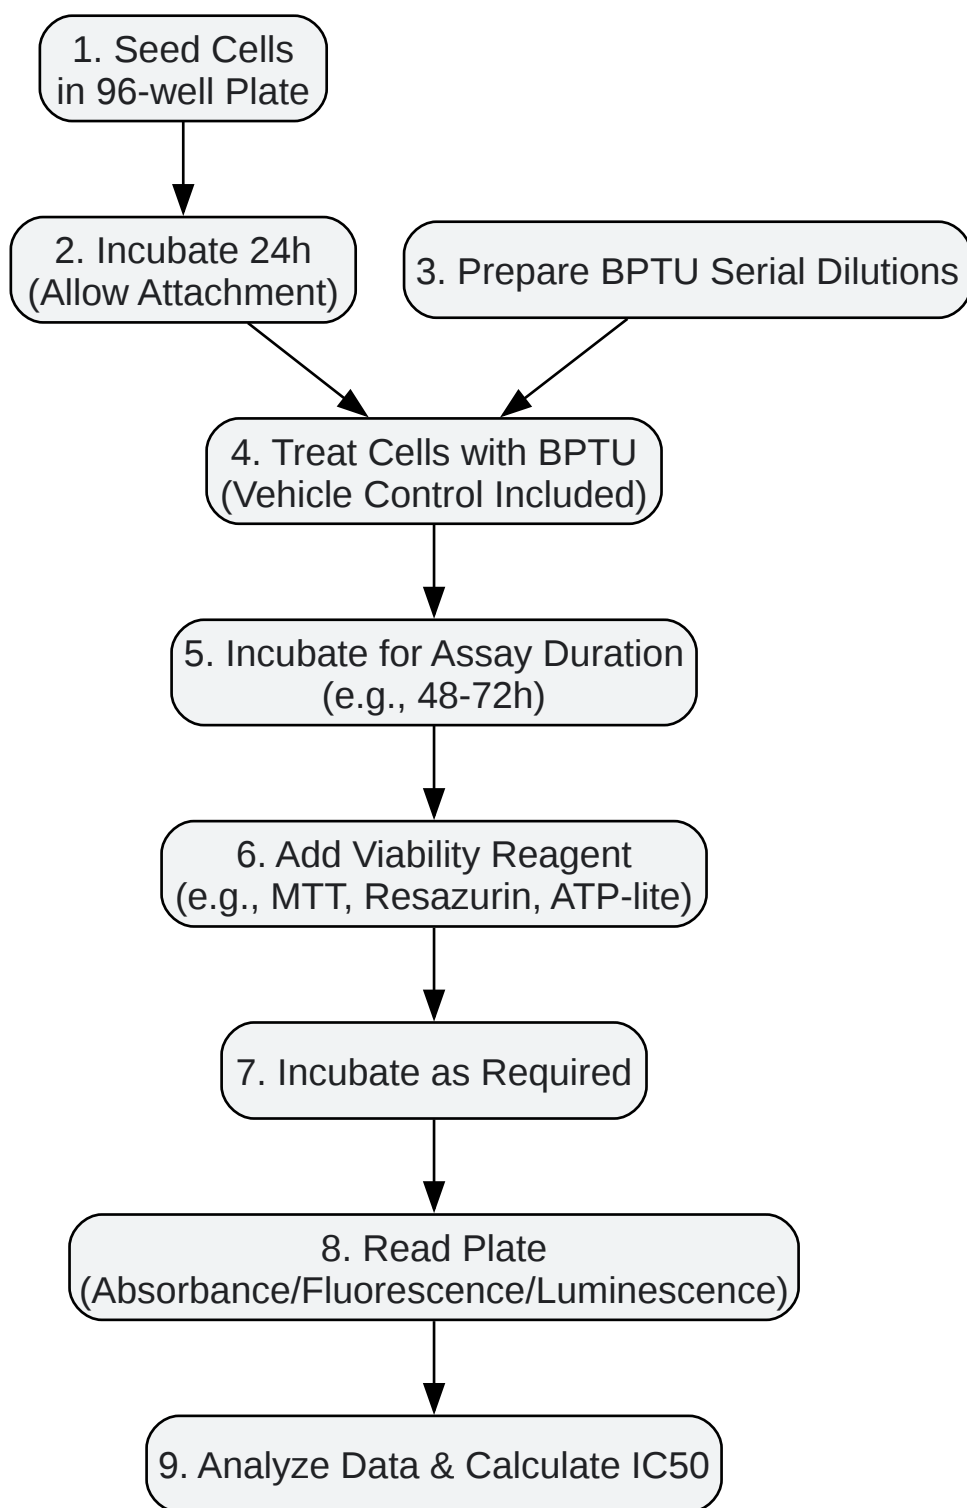 1. Seed Cells
in 96-well Plate
2. Incubate 24h
(Allow Attachment)
3. Prepare BPTU Serial Dilutions
4. Treat Cells with BPTU
(Vehicle Control Included)
5. Incubate for Assay Duration
(e.g., 48-72h)
6. Add Viability Reagent
(e.g., MTT, Resazurin, ATP-lite)
7. Incubate as Required
8. Read Plate
(Absorbance/Fluorescence/Luminescence)
9. Analyze Data & Calculate IC50